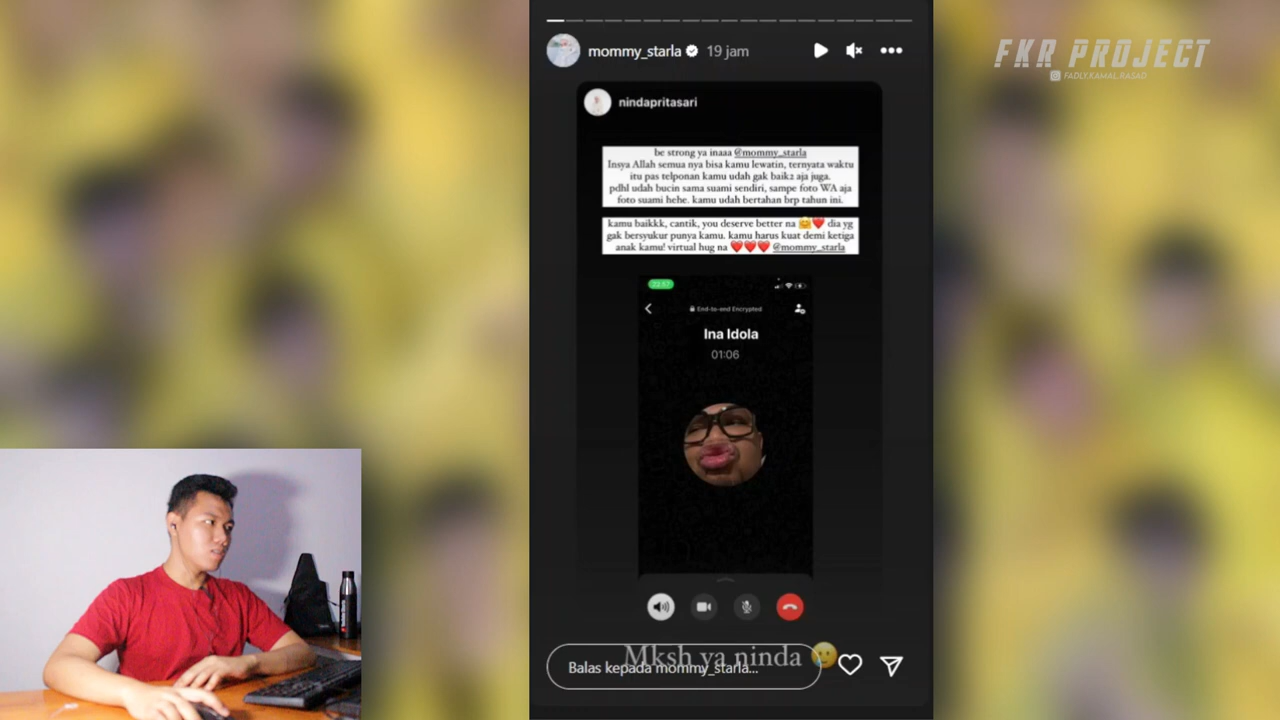 mommy_starla 19 jam
FKR PROJECT
FADLY.KAMAL.RASAD
nindapritasari
be strong ya inaaa @mommy_starla
Insya Allah semua nya bisa kamu lewatin, ternyata waktu
itu pas telponan kamu udah gak baik2 aja juga.
pdhl udah bucin sama suami sendiri, sampe foto WA aja
foto suami hehe. kamu udah bertahan brp tahun ini.
kamu baikkk, cantik, you deserve better na 🤗❤️ dia yg
gak bersyukur punya kamu. kamu harus kuat demi ketiga
anak kamu! virtual hug na ❤️❤️❤️ @mommy_starla
22:57
End-to-end Encrypted
Ina Idola
01:06
Mksh ya ninda 🥲
Balas kepada mommy_starla...